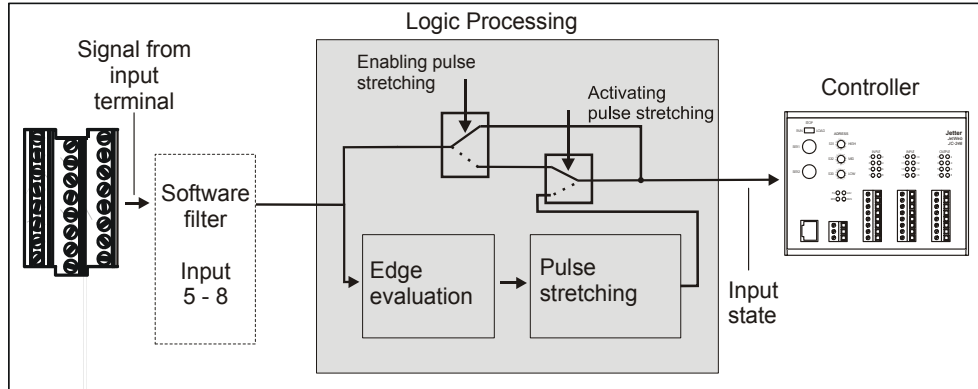 Logic Processing
Signal from
input
terminal
Enabling pulse
stretching
Activating
pulse stretching
Controller
Software
filter
Input
5 - 8
Edge
evaluation
Pulse
stretching
Input
state
Jetter